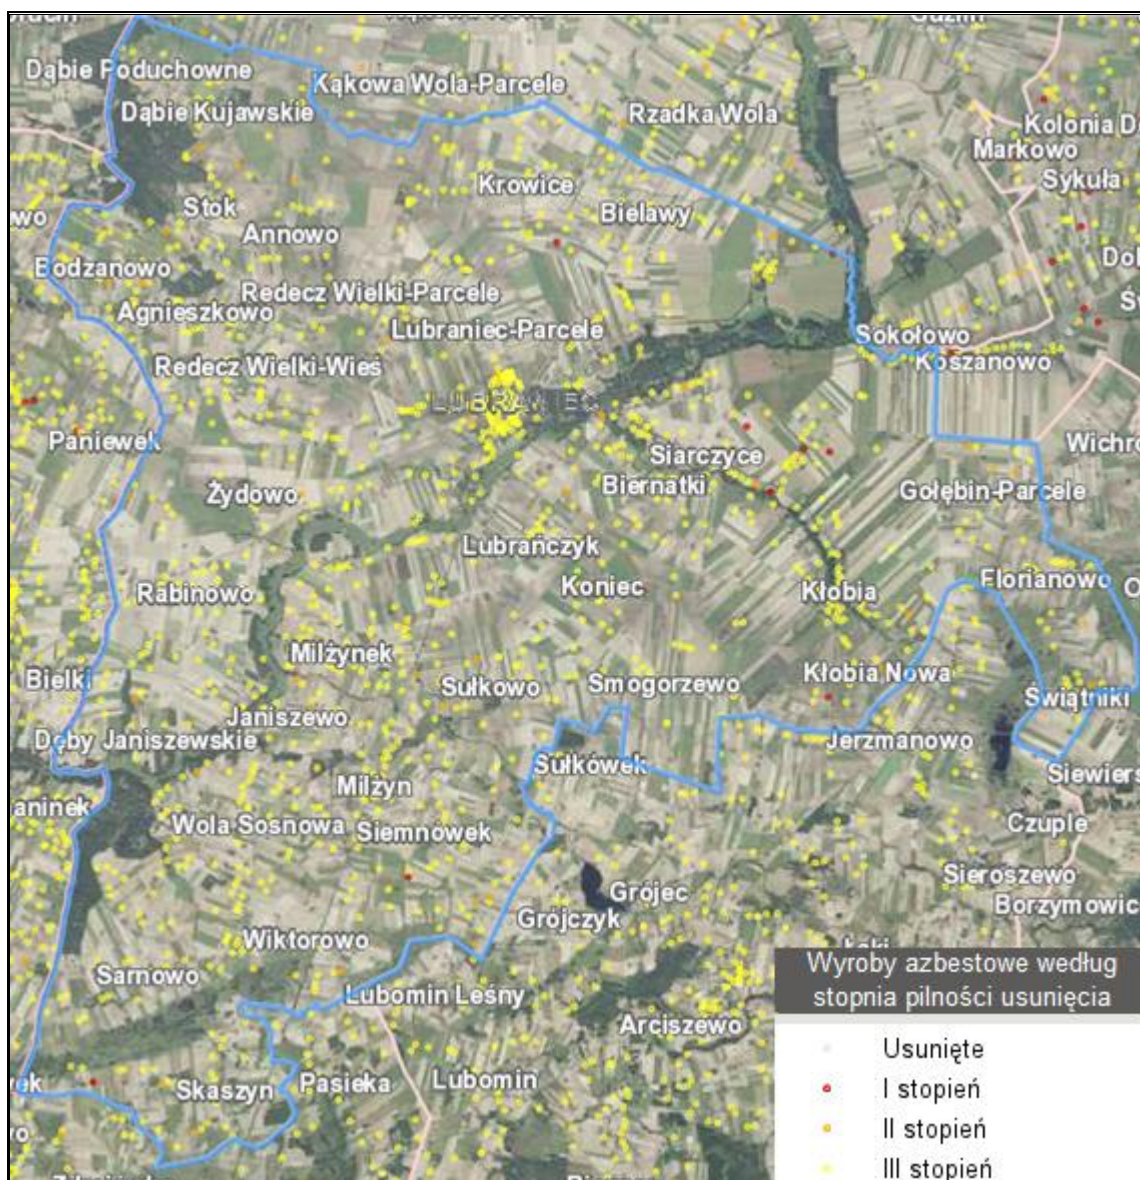 Dąbie Poduchowne
Kąkowa Wola-Parcele
Dąbie Kujawskie
Rzadka Wola
Kolonia D
Markowo
Sykuła
Krowice
Stok
Bielawy
Annowo
Bodzanowo
Redecz Wielki-Parcele
Agnieszkowo
Lubraniec-Parcele
Sokołowo
Redecz Wielki-Wieś
Koszanowo
LUBRANIEC
Paniewek
Wichro
Siarczyce
Biernatki
Żydowo
Gołębin-Parcele
Lubrańczyk
Koniec
Florianowo
Rabinowo
Kłobia
Milżynek
Bielki
Sułkowo
Smogorzewo
Kłobia Nowa
Świątniki
Janiszewo
Dęby Janiszewskie
Jerzmanowo
Sułkówek
Siewiers
Milżyn
aninek
Wola Sosnowa
Siemnówek
Czuple
Sieroszewo
Grójec
Borzymowic
Grójczyk
Wiktorowo
Sarnowo
Wyroby azbestowe według
stopnia pilności usunięcia
Lubomin Leśny
Arciszewo
Usunięte
Skaszyn
Pasieka
Lubomin
I stopień
II stopień
III stopień